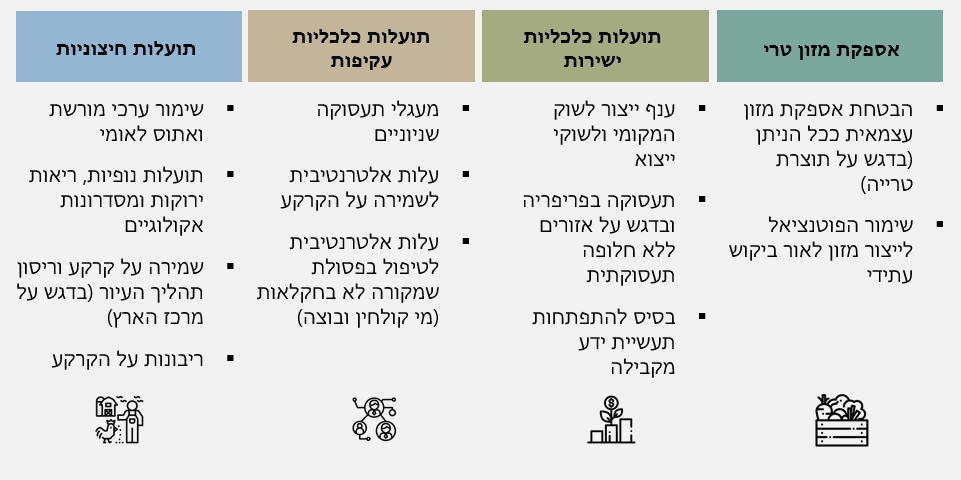 אספקת מזון טרי
הבטחת אספקת מזון
עצמאית ככל הניתן
(בדגש על תוצרת
טרייה)
שימור הפוטנציאל
לייצור מזון לאור ביקוש
עתידי
תועלות כלכליות
ישירות
ענף ייצור לשוק
המקומי ולשוקי
ייצוא
תעסוקה בפריפריה
ובדגש על אזורים
ללא חלופה
תעסוקתית
בסיס להתפתחות
תעשיית ידע
מקבילה
תועלות כלכליות
עקיפות
מעגלי תעסוקה
שניוניים
עלות אלטרנטיבית
לשמירה על הקרקע
עלות אלטרנטיבית
לטיפול בפסולת
שמקורה לא בחקלאות
(מי קולחין ובוצה)
תועלות חיצוניות
שימור ערכי מורשת
ואתוס לאומי
תועלות נופיות, ריאות
ירוקות ומסדרונות
אקולוגיים
שמירה על קרקע וריסון
תהליך העיור (בדגש על
מרכז הארץ)
ריבונות על הקרקע